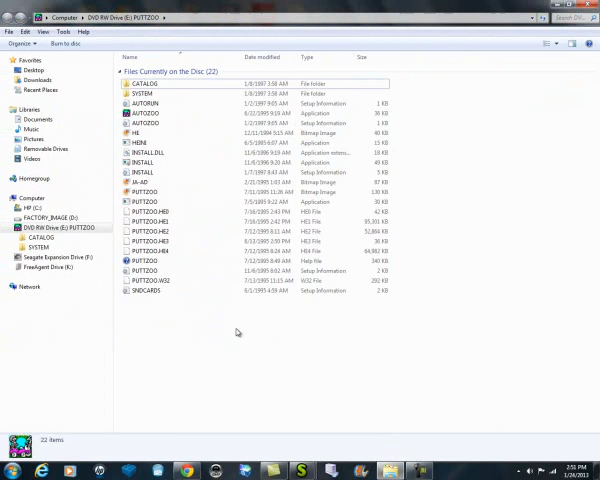 Computer ▸ DVD RW Drive (E:) PUTTZOO ▸
Search DV...
File Edit View Tools Help
Organize ▾ Burn to disc
Name Date modified Type Size
Favorites
Desktop
Downloads
Recent Places
Libraries
Documents
Music
Pictures
Removable Drives
Videos
Homegroup
Computer
HP (C:)
FACTORY_IMAGE (D:)
DVD RW Drive (E:) PUTTZOO
CATALOG
SYSTEM
Seagate Expansion Drive (F:)
FreeAgent Drive (K:)
Network
Files Currently on the Disc (22)
CATALOG 1/8/1997 3:58 AM File folder
SYSTEM 1/8/1997 3:58 AM File folder
AUTORUN 1/2/1997 9:05 AM Setup Information 1 KB
AUTOZOO 6/22/1995 9:19 AM Application 36 KB
AUTOZOO 1/2/1997 9:05 AM Setup Information 1 KB
HE 12/11/1994 5:15 AM Bitmap Image 40 KB
HEINI 6/5/1995 6:07 AM Application 15 KB
INSTALL.DLL 11/6/1996 9:19 AM Application extens... 18 KB
INSTALL 11/6/1996 9:20 AM Application 49 KB
INSTALL 1/7/1997 8:43 AM Setup Information 5 KB
JA-AD 2/21/1995 1:03 AM Bitmap Image 97 KB
PUTTZOO 7/11/1995 11:26 AM Bitmap Image 130 KB
PUTTZOO 7/5/1995 9:22 AM Application 30 KB
PUTTZOO.HE0 7/16/1995 2:43 PM HE0 File 42 KB
PUTTZOO.HE1 7/16/1995 2:42 PM HE1 File 95,301 KB
PUTTZOO.HE2 7/12/1995 8:11 AM HE2 File 52,864 KB
PUTTZOO.HE3 6/13/1995 2:59 PM HE3 File 36 KB
PUTTZOO.HE4 7/12/1995 8:24 AM HE4 File 64,982 KB
PUTTZOO 7/12/1995 8:49 AM Help file 340 KB
PUTTZOO 11/6/1995 8:02 AM Setup Information 2 KB
PUTTZOO.W32 7/13/1995 11:15 AM W32 File 292 KB
SNDCARDS 6/1/1995 4:59 AM Setup Information 2 KB
22 items
2:51 PM
1/24/2013